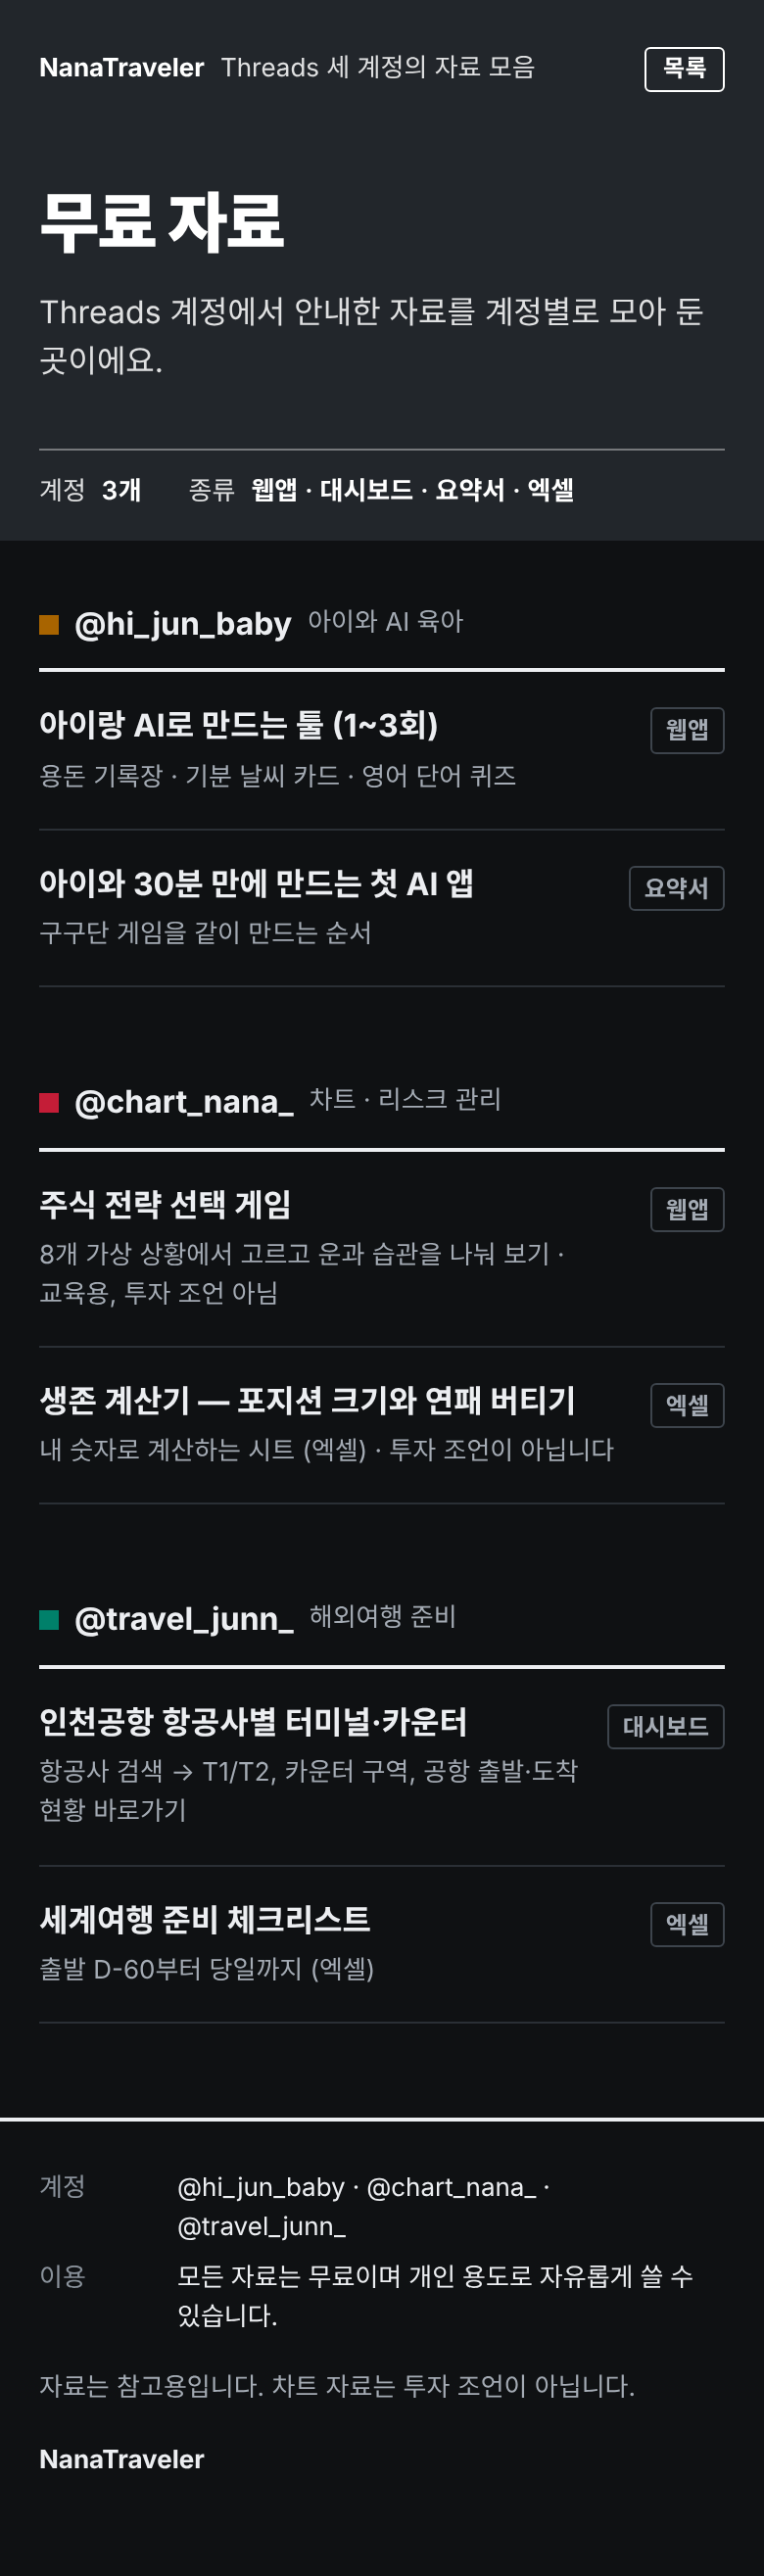 NanaTraveler Threads 세 계정의 자료 모음 목록
무료 자료
Threads 계정에서 안내한 자료를 계정별로 모아 둔
곳이에요.
계정 3개 종류 웹앱 · 대시보드 · 요약서 · 엑셀
@hi_jun_baby 아이와 AI 육아
아이랑 AI로 만드는 툴 (1~3회) 웹앱
용돈 기록장 · 기분 날씨 카드 · 영어 단어 퀴즈
아이와 30분 만에 만드는 첫 AI 앱 요약서
구구단 게임을 같이 만드는 순서
@chart_nana_ 차트 · 리스크 관리
주식 전략 선택 게임 웹앱
8개 가상 상황에서 고르고 운과 습관을 나눠 보기 ·
교육용, 투자 조언 아님
생존 계산기 — 포지션 크기와 연패 버티기 엑셀
내 숫자로 계산하는 시트 (엑셀) · 투자 조언이 아닙니다
@travel_junn_ 해외여행 준비
인천공항 항공사별 터미널·카운터 대시보드
항공사 검색 → T1/T2, 카운터 구역, 공항 출발·도착
현황 바로가기
세계여행 준비 체크리스트 엑셀
출발 D-60부터 당일까지 (엑셀)
계정 @hi_jun_baby · @chart_nana_ ·
@travel_junn_
이용 모든 자료는 무료이며 개인 용도로 자유롭게 쓸 수
있습니다.
자료는 참고용입니다. 차트 자료는 투자 조언이 아닙니다.
NanaTraveler